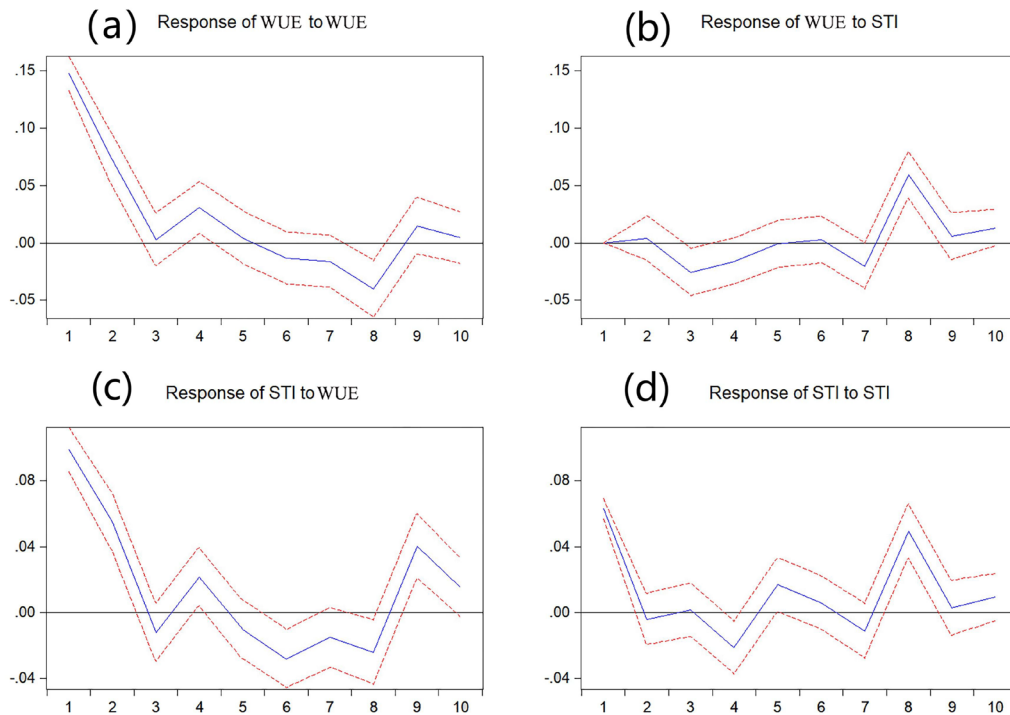 (a) Response of WUE to WUE
.15
.10
.05
.00
-.05
1 2 3 4 5 6 7 8 9 10
(b) Response of WUE to STI
.15
.10
.05
.00
-.05
1 2 3 4 5 6 7 8 9 10
(c) Response of STI to WUE
.08
.04
.00
-.04
1 2 3 4 5 6 7 8 9 10
(d) Response of STI to STI
.08
.04
.00
-.04
1 2 3 4 5 6 7 8 9 10